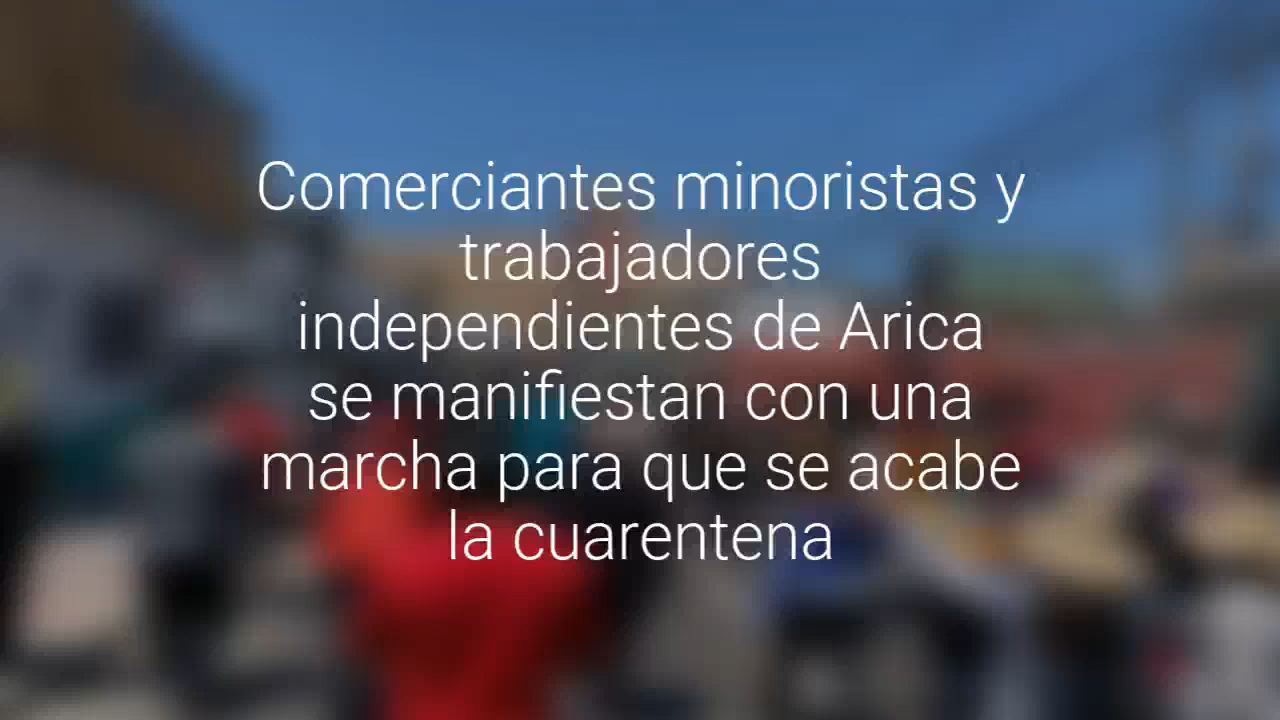 Comerciantes minoristas y
trabajadores
independientes de Arica
se manifiestan con una
marcha para que se acabe
la cuarentena